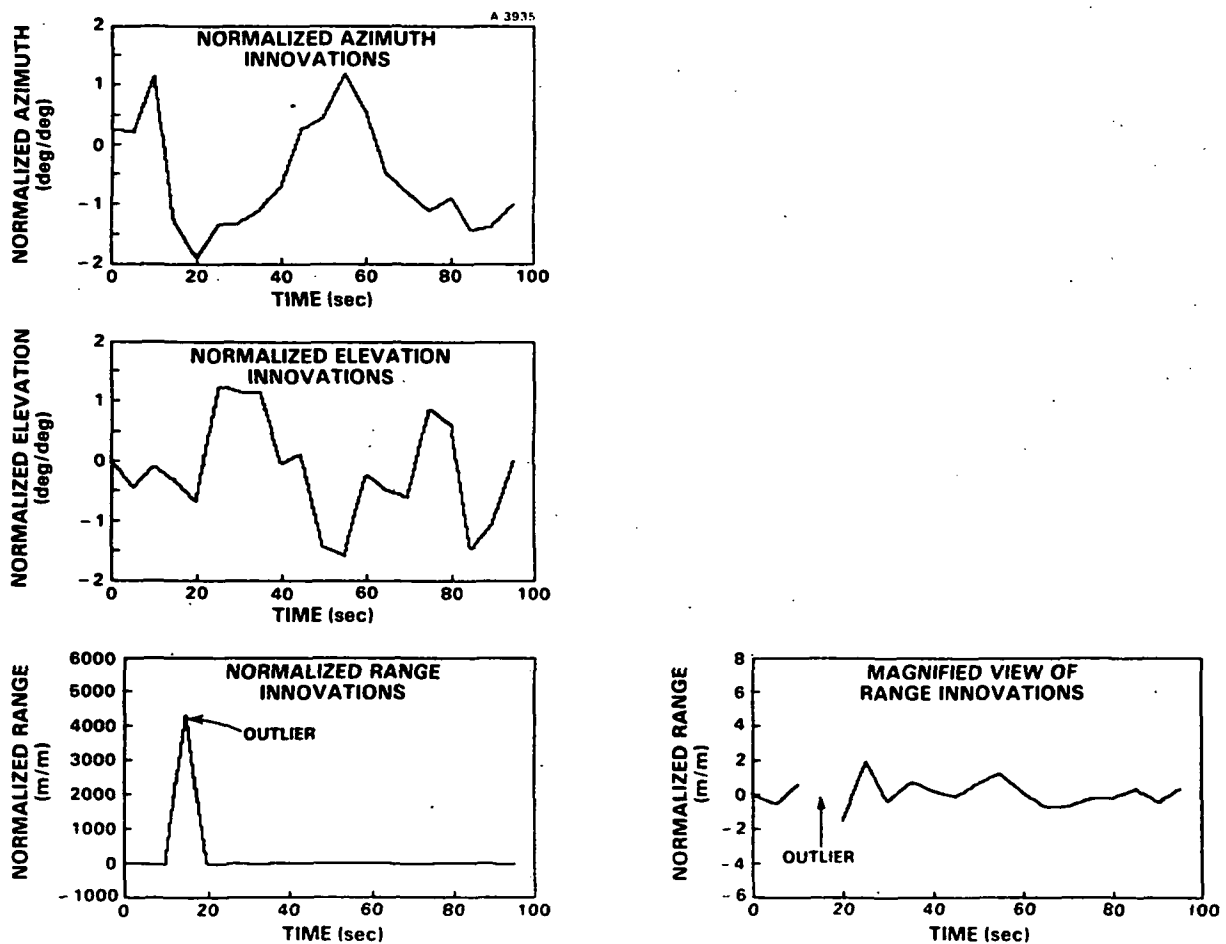 A 3935
NORMALIZED AZIMUTH
INNOVATIONS
NORMALIZED AZIMUTH
(deg/deg)
2
1
0
-1
-2
0 20 40 60 80 100
TIME (sec)
NORMALIZED ELEVATION
INNOVATIONS
NORMALIZED ELEVATION
(deg/deg)
2
1
0
-1
-2
0 20 40 60 80 100
TIME (sec)
NORMALIZED RANGE
INNOVATIONS
NORMALIZED RANGE
(m/m)
6000
5000
4000
3000
2000
1000
0
-1000
OUTLIER
0 20 40 60 80 100
TIME (sec)
MAGNIFIED VIEW OF
RANGE INNOVATIONS
NORMALIZED RANGE
(m/m)
8
6
4
2
0
-2
-4
-6
OUTLIER
0 20 40 60 80 100
TIME (sec)